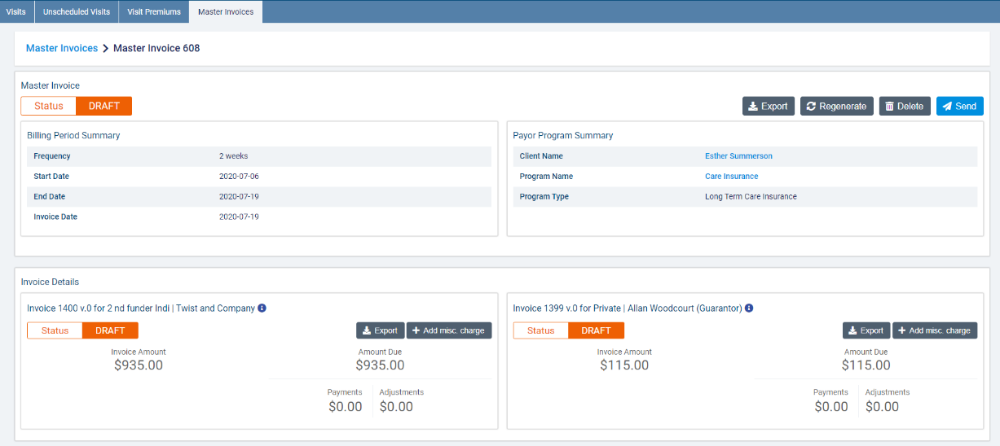 Visits Unscheduled Visits Visit Premiums Master Invoices
Master Invoices > Master Invoice 608
Master Invoice
Status DRAFT Export Regenerate Delete Send
Billing Period Summary
Frequency 2 weeks
Start Date 2020-07-06
End Date 2020-07-19
Invoice Date 2020-07-19
Payor Program Summary
Client Name Esther Summerson
Program Name Care Insurance
Program Type Long Term Care Insurance
Invoice Details
Invoice 1400 v.0 for 2 nd funder Indi | Twist and Company
Status DRAFT Export + Add misc. charge
Invoice Amount Amount Due
$935.00 $935.00
Payments Adjustments
$0.00 $0.00
Invoice 1399 v.0 for Private | Allan Woodcourt (Guarantor)
Status DRAFT Export + Add misc. charge
Invoice Amount Amount Due
$115.00 $115.00
Payments Adjustments
$0.00 $0.00